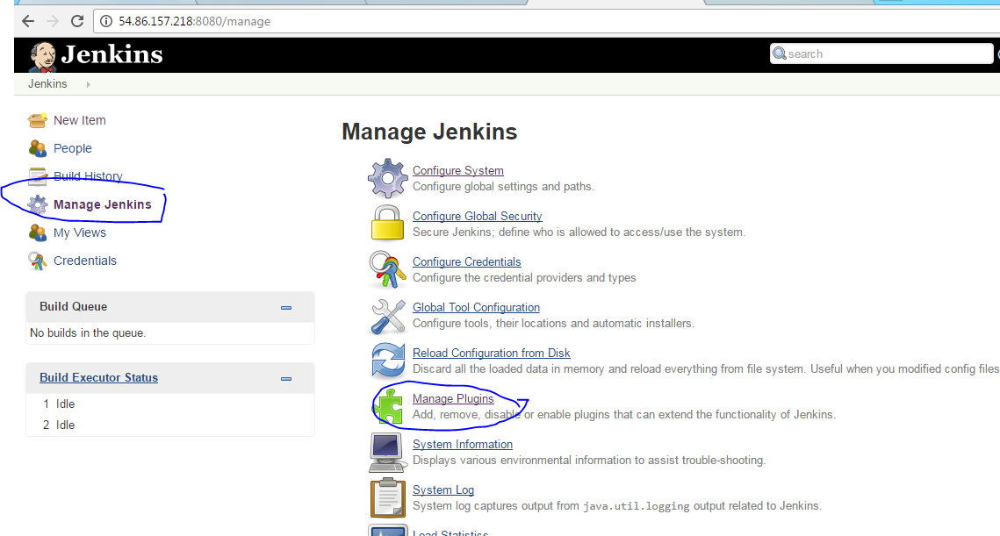 54.86.157.218:8080/manage
Jenkins
search
Jenkins
New Item
People
Build History
Manage Jenkins
My Views
Credentials
Build Queue
No builds in the queue.
Build Executor Status
1 Idle
2 Idle
Manage Jenkins
Configure System
Configure global settings and paths.
Configure Global Security
Secure Jenkins; define who is allowed to access/use the system.
Configure Credentials
Configure the credential providers and types
Global Tool Configuration
Configure tools, their locations and automatic installers.
Reload Configuration from Disk
Discard all the loaded data in memory and reload everything from file system. Useful when you modified config files
Manage Plugins
Add, remove, disable or enable plugins that can extend the functionality of Jenkins.
System Information
Displays various environmental information to assist trouble-shooting.
System Log
System log captures output from java.util.logging output related to Jenkins.
Load Statistics